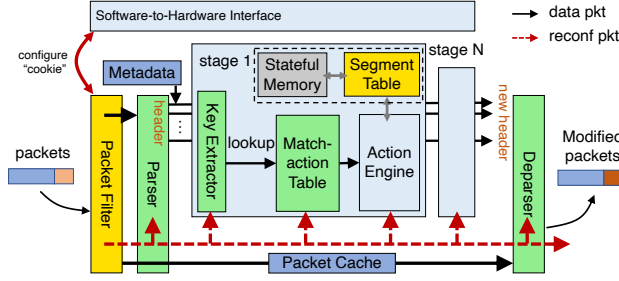 Software-to-Hardware Interface
data pkt
reconf pkt
configure
"cookie"
Metadata
stage 1
Stateful
Memory
Segment
Table
stage N
packets
Packet Filter
Parser
header
...
Key Extractor
lookup
Match-
action
Table
Action
Engine
new header
Deparser
Modified
packets
Packet Cache